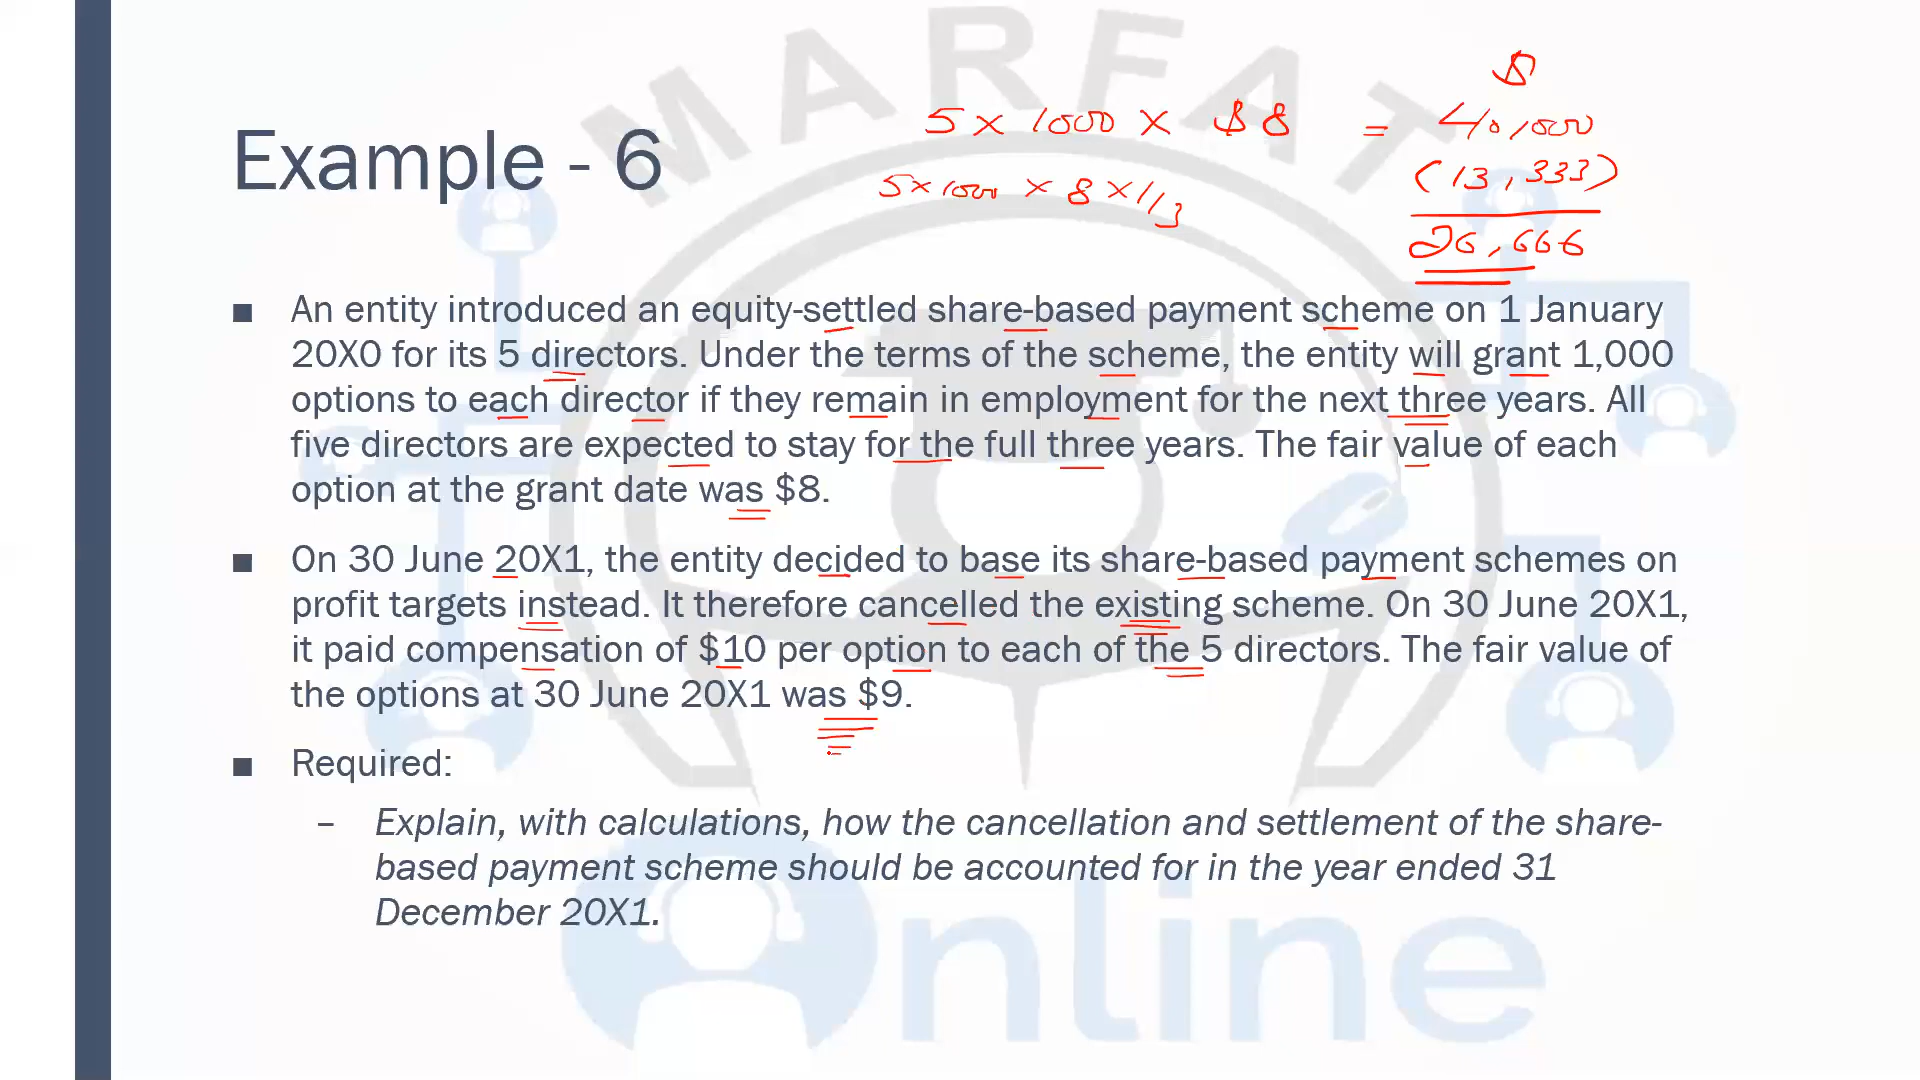 MARFAT
$
5 × 1000 × $ 8 = 40,000
5 × 1000 × 8 × 1/3 (13,333)
26,666
Example - 6
■ An entity introduced an equity-settled share-based payment scheme on 1 January
20X0 for its 5 directors. Under the terms of the scheme, the entity will grant 1,000
options to each director if they remain in employment for the next three years. All
five directors are expected to stay for the full three years. The fair value of each
option at the grant date was $8.
■ On 30 June 20X1, the entity decided to base its share-based payment schemes on
profit targets instead. It therefore cancelled the existing scheme. On 30 June 20X1,
it paid compensation of $10 per option to each of the 5 directors. The fair value of
the options at 30 June 20X1 was $9.
■ Required:
– Explain, with calculations, how the cancellation and settlement of the share-
based payment scheme should be accounted for in the year ended 31
December 20X1.
nline